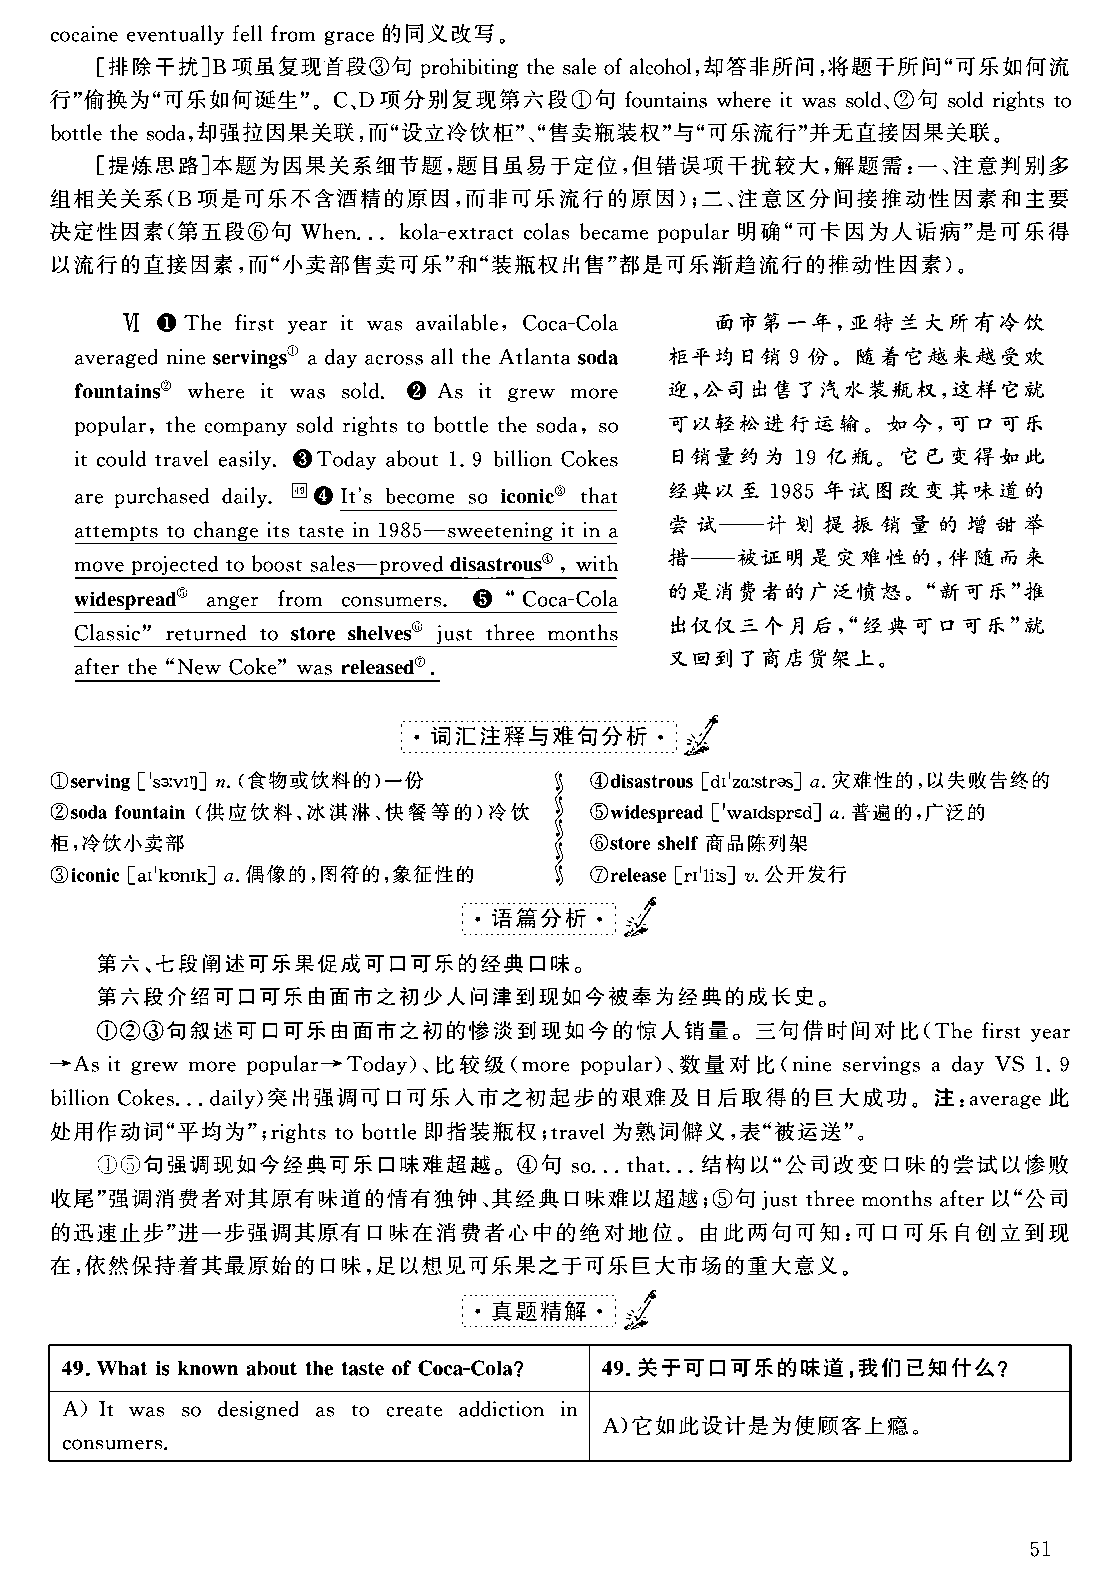 cocaine eventually fell from grace 的同义改写。
[排除干扰]B项虽复现首段③句 prohibiting the sale of alcohol,却答非所问,将题干所问“可乐如何流
行”偷换为“可乐如何诞生”。C、D项分别复现第六段①句 fountains where it was sold、②句 sold rights to
bottle the soda,却强拉因果关联,而“设立冷饮柜”、“售卖瓶装权”与“可乐流行”并无直接因果关联。
[提炼思路]本题为因果关系细节题,题目虽易于定位,但错误项干扰较大,解题需:一、注意判别多
组相关关系(B项是可乐不含酒精的原因,而非可乐流行的原因);二、注意区分间接推动性因素和主要
决定性因素(第五段⑥句 When... kola-extract colas became popular 明确“可卡因为人诟病”是可乐得
以流行的直接因素,而“小卖部售卖可乐”和“装瓶权出售”都是可乐渐趋流行的推动性因素)。
Ⅵ ❶ The first year it was available, Coca-Cola
averaged nine servings① a day across all the Atlanta soda
fountains② where it was sold. ❷ As it grew more
popular, the company sold rights to bottle the soda, so
it could travel easily. ❸ Today about 1.9 billion Cokes
are purchased daily. 49 ❹ It's become so iconic③ that
attempts to change its taste in 1985—sweetening it in a
move projected to boost sales—proved disastrous④, with
widespread⑤ anger from consumers. ❺ “Coca-Cola
Classic” returned to store shelves⑥ just three months
after the “New Coke” was released⑦.
面市第一年,亚特兰大所有冷饮
柜平均日销9份。随着它越来越受欢
迎,公司出售了汽水装瓶权,这样它就
可以轻松进行运输。如今,可口可乐
日销量约为19亿瓶。它已变得如此
经典以至1985年试图改变其味道的
尝试——计划提振销量的增甜举
措——被证明是灾难性的,伴随而来
的是消费者的广泛愤怒。“新可乐”推
出仅仅三个月后,“经典可口可乐”就
又回到了商店货架上。
·词汇注释与难句分析·
①serving [ˈsɜːvɪŋ] n.(食物或饮料的)一份
②soda fountain (供应饮料、冰淇淋、快餐等的)冷饮
柜,冷饮小卖部
③iconic [aɪˈkɒnɪk] a.偶像的,图符的,象征性的
④disastrous [dɪˈzɑːstrəs] a.灾难性的,以失败告终的
⑤widespread [ˈwaɪdspred] a.普遍的,广泛的
⑥store shelf 商品陈列架
⑦release [rɪˈliːs] v.公开发行
·语篇分析·
第六、七段阐述可乐果促成可口可乐的经典口味。
第六段介绍可口可乐由面市之初少人问津到现如今被奉为经典的成长史。
①②③句叙述可口可乐由面市之初的惨淡到现如今的惊人销量。三句借时间对比(The first year
→As it grew more popular→Today)、比较级(more popular)、数量对比(nine servings a day VS 1.9
billion Cokes...daily)突出强调可口可乐入市之初起步的艰难及日后取得的巨大成功。注:average 此
处用作动词“平均为”;rights to bottle 即指装瓶权;travel 为熟词僻义,表“被运送”。
④⑤句强调现如今经典可乐口味难超越。④句 so...that...结构以“公司改变口味的尝试以惨败
收尾”强调消费者对其原有味道的情有独钟、其经典口味难以超越;⑤句 just three months after 以“公司
的迅速止步”进一步强调其原有口味在消费者心中的绝对地位。由此两句可知:可口可乐自创立到现
在,依然保持着其最原始的口味,足以想见可乐果之于可乐巨大市场的重大意义。
·真题精解·
49. What is known about the taste of Coca-Cola?
49. 关于可口可乐的味道,我们已知什么?
A) It was so designed as to create addiction in
consumers.
A)它如此设计是为使顾客上瘾。
51